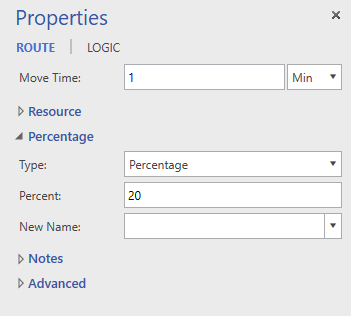 Properties
ROUTE | LOGIC
Move Time: 1 Min
Resource
Percentage
Type: Percentage
Percent: 20
New Name:
Notes
Advanced